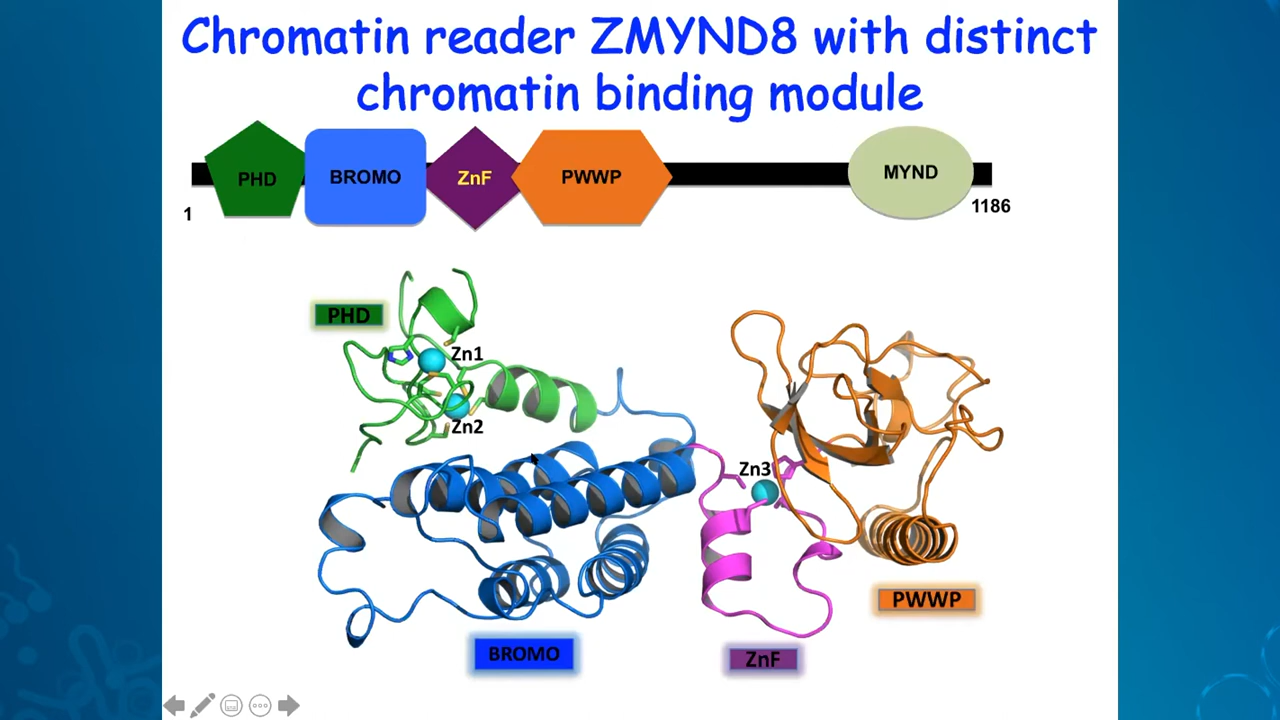 Chromatin reader ZMYND8 with distinct
chromatin binding module
PHD
BROMO
ZnF
PWWP
MYND
1
1186
PHD
Zn1
Zn2
Zn3
PWWP
BROMO
ZnF